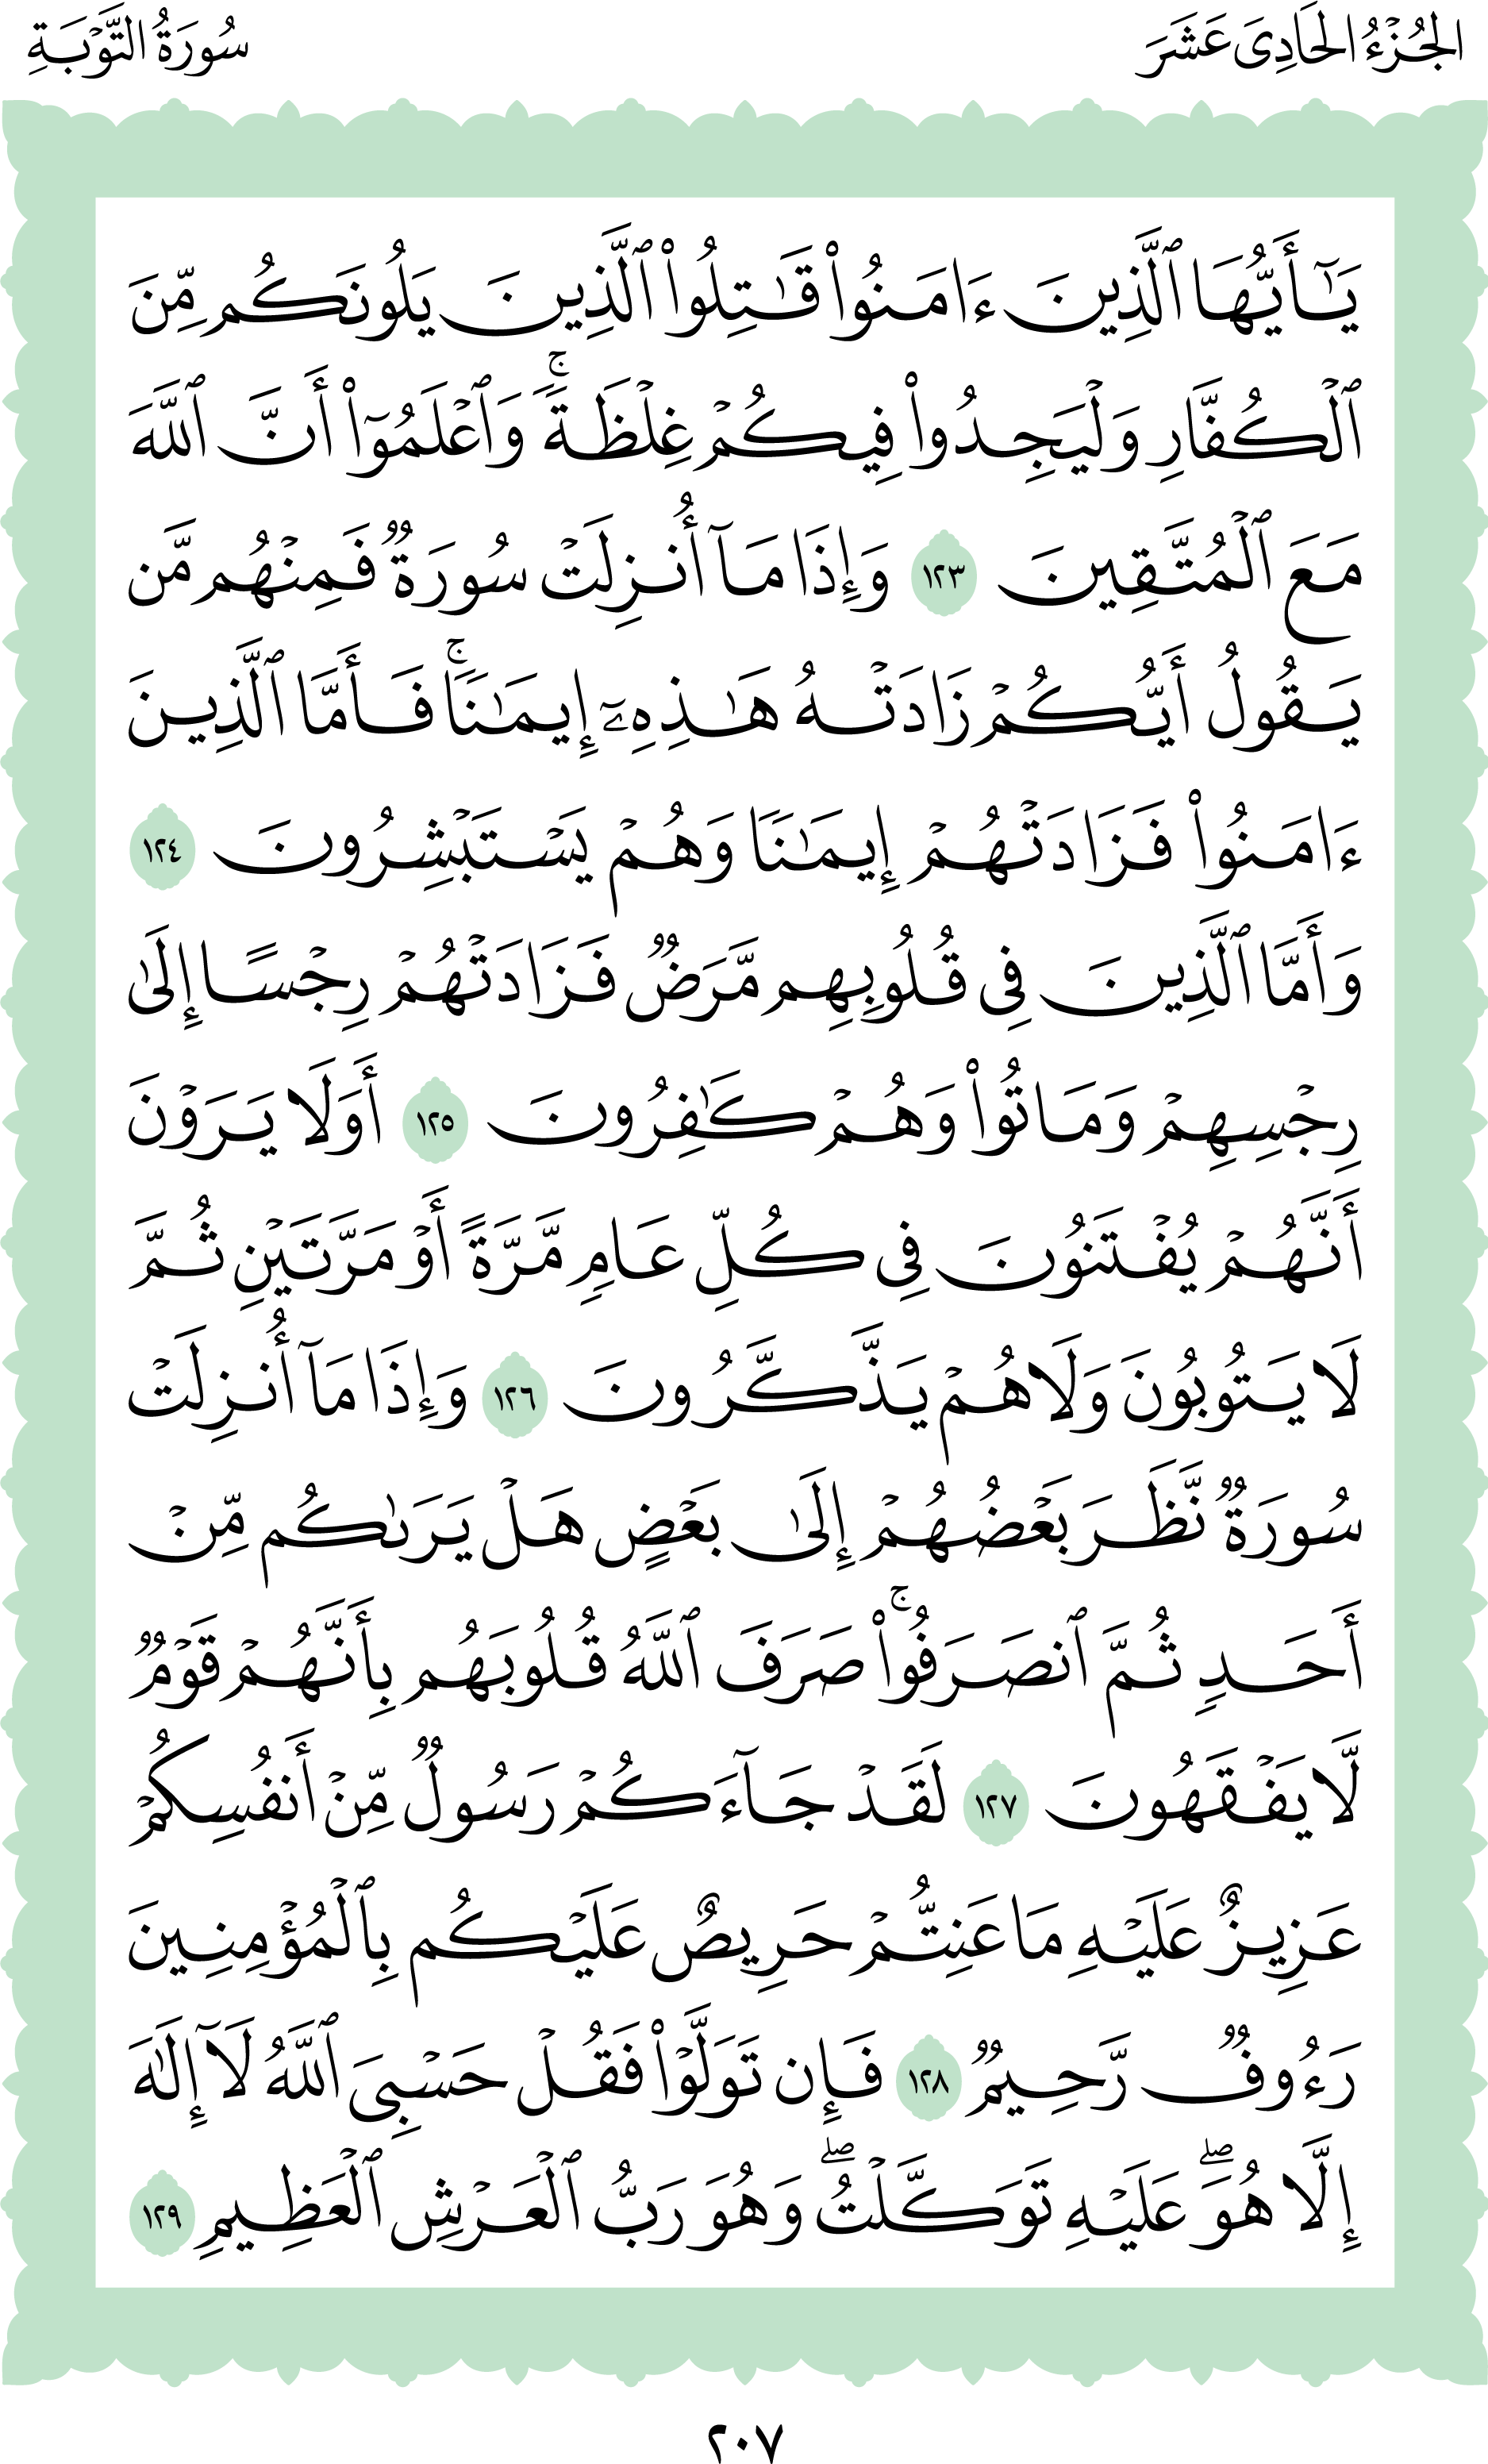 الجُزۡءُ الحَادِىَ عَشَرَ
سُورَةُ التَّوۡبَةِ
يَٰٓأَيُّهَا ٱلَّذِينَ ءَامَنُواْ قَٰتِلُواْ ٱلَّذِينَ يَلُونَكُم مِّنَ
ٱلۡكُفَّارِ وَلۡيَجِدُواْ فِيكُمۡ غِلۡظَةٗۚ وَٱعۡلَمُوٓاْ أَنَّ ٱللَّهَ
مَعَ ٱلۡمُتَّقِينَ ١٢٣ وَإِذَا مَآ أُنزِلَتۡ سُورَةٞ فَمِنۡهُم مَّن
يَقُولُ أَيُّكُمۡ زَادَتۡهُ هَٰذِهِۦٓ إِيمَٰنٗاۚ فَأَمَّا ٱلَّذِينَ
ءَامَنُواْ فَزَادَتۡهُمۡ إِيمَٰنٗا وَهُمۡ يَسۡتَبۡشِرُونَ ١٢٤
وَأَمَّا ٱلَّذِينَ فِي قُلُوبِهِم مَّرَضٞ فَزَادَتۡهُمۡ رِجۡسًا إِلَىٰ
رِجۡسِهِمۡ وَمَاتُواْ وَهُمۡ كَٰفِرُونَ ١٢٥ أَوَلَا يَرَوۡنَ
أَنَّهُمۡ يُفۡتَنُونَ فِي كُلِّ عَامٖ مَّرَّةً أَوۡ مَرَّتَيۡنِ ثُمَّ
لَا يَتُوبُونَ وَلَا هُمۡ يَذَّكَّرُونَ ١٢٦ وَإِذَا مَآ أُنزِلَتۡ
سُورَةٞ نَّظَرَ بَعۡضُهُمۡ إِلَىٰ بَعۡضٍ هَلۡ يَرَىٰكُم مِّنۡ
أَحَدٖ ثُمَّ ٱنصَرَفُواْۚ صَرَفَ ٱللَّهُ قُلُوبَهُم بِأَنَّهُمۡ قَوۡمٞ
لَّا يَفۡقَهُونَ ١٢٧ لَقَدۡ جَآءَكُمۡ رَسُولٞ مِّنۡ أَنفُسِكُمۡ
عَزِيزٌ عَلَيۡهِ مَا عَنِتُّمۡ حَرِيصٌ عَلَيۡكُم بِٱلۡمُؤۡمِنِينَ
رَءُوفٞ رَّحِيمٞ ١٢٨ فَإِن تَوَلَّوۡاْ فَقُلۡ حَسۡبِيَ ٱللَّهُ لَآ إِلَٰهَ
إِلَّا هُوَۖ عَلَيۡهِ تَوَكَّلۡتُۖ وَهُوَ رَبُّ ٱلۡعَرۡشِ ٱلۡعَظِيمِ ١٢٩
٢٠٧